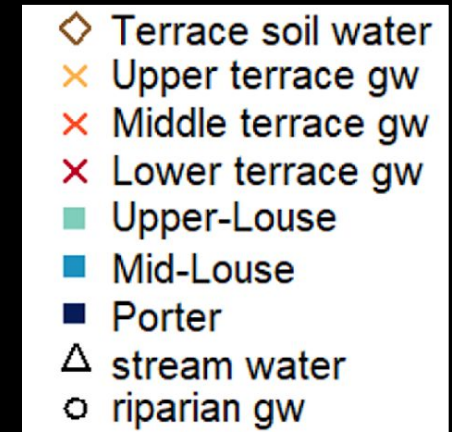 Terrace soil water
Upper terrace gw
Middle terrace gw
Lower terrace gw
Upper-Louse
Mid-Louse
Porter
stream water
riparian gw